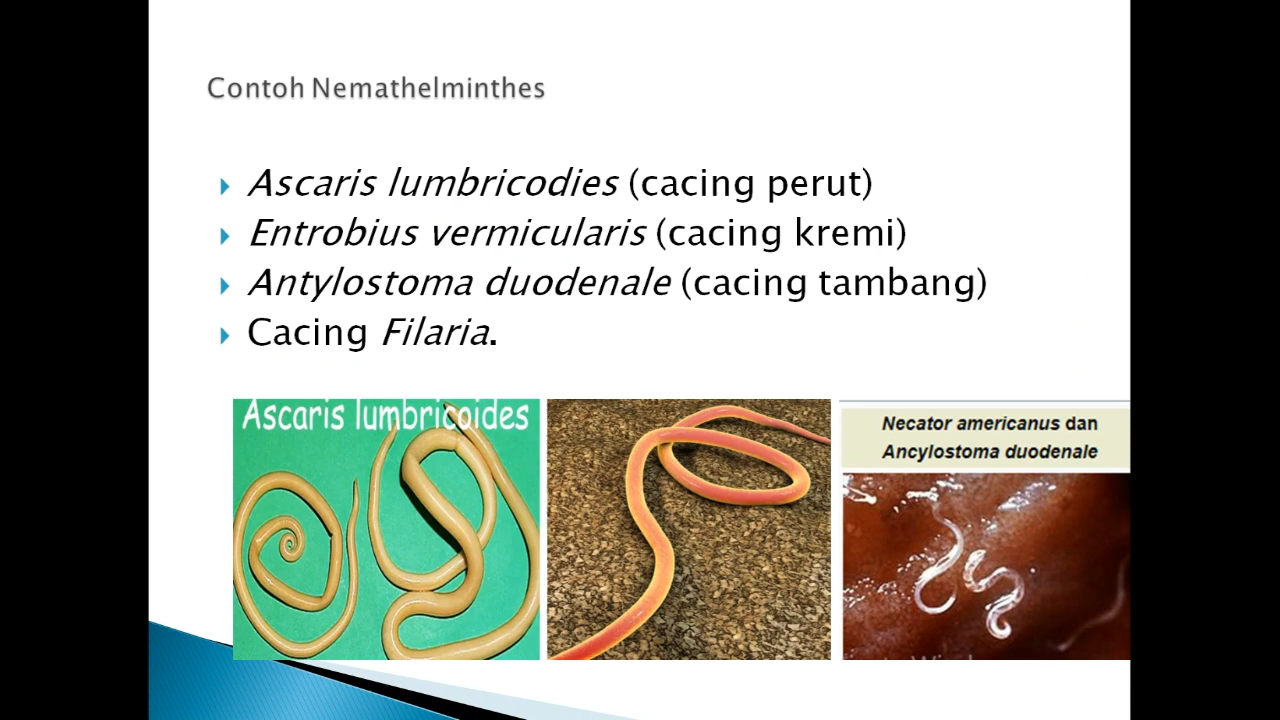 Contoh Nemathelminthes
Ascaris lumbricodies (cacing perut)
Entrobius vermicularis (cacing kremi)
Antylostoma duodenale (cacing tambang)
Cacing Filaria.
Ascaris lumbricoides
Necator americanus dan
Ancylostoma duodenale